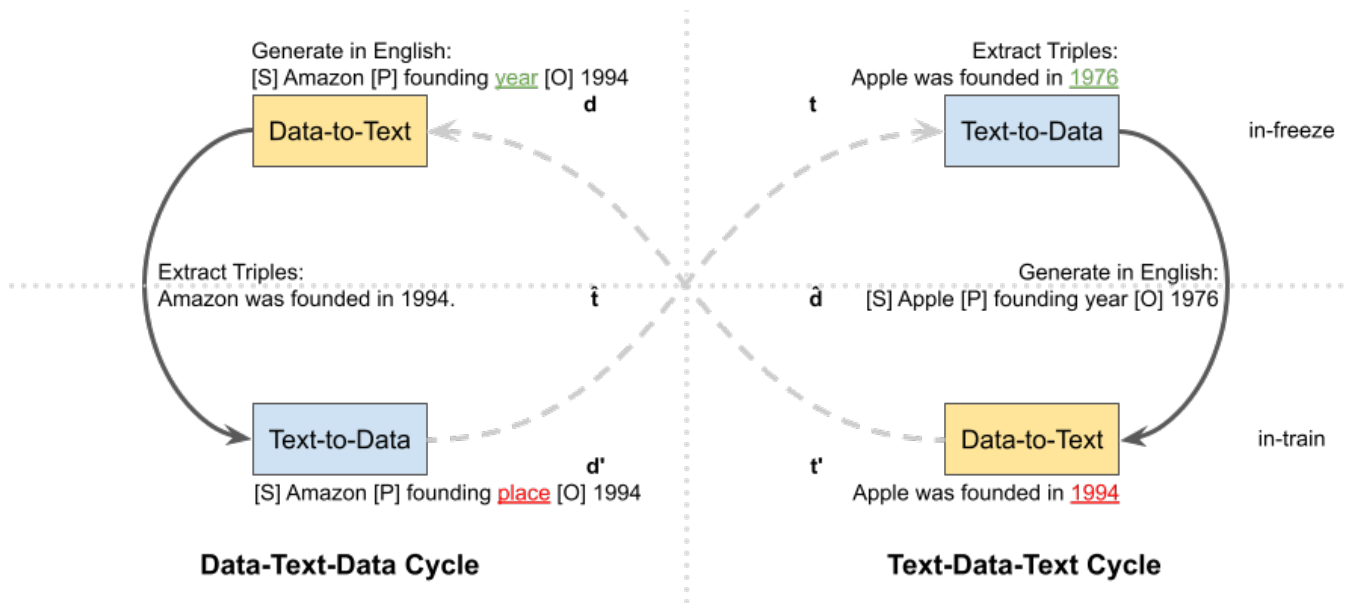 Generate in English:
[S] Amazon [P] founding year [O] 1994
d
Data-to-Text
Extract Triples:
Amazon was founded in 1994.
t̂
Text-to-Data
d'
[S] Amazon [P] founding place [O] 1994
Data-Text-Data Cycle
Extract Triples:
Apple was founded in 1976
t
Text-to-Data
in-freeze
Generate in English:
d̂
[S] Apple [P] founding year [O] 1976
Data-to-Text
in-train
t'
Apple was founded in 1994
Text-Data-Text Cycle